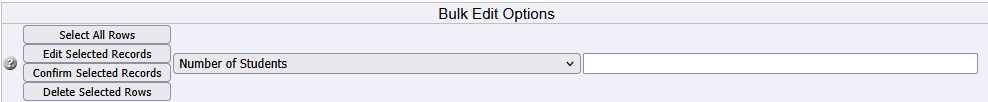 Bulk Edit Options
Select All Rows
Edit Selected Records
Confirm Selected Records
Delete Selected Rows
?
Number of Students